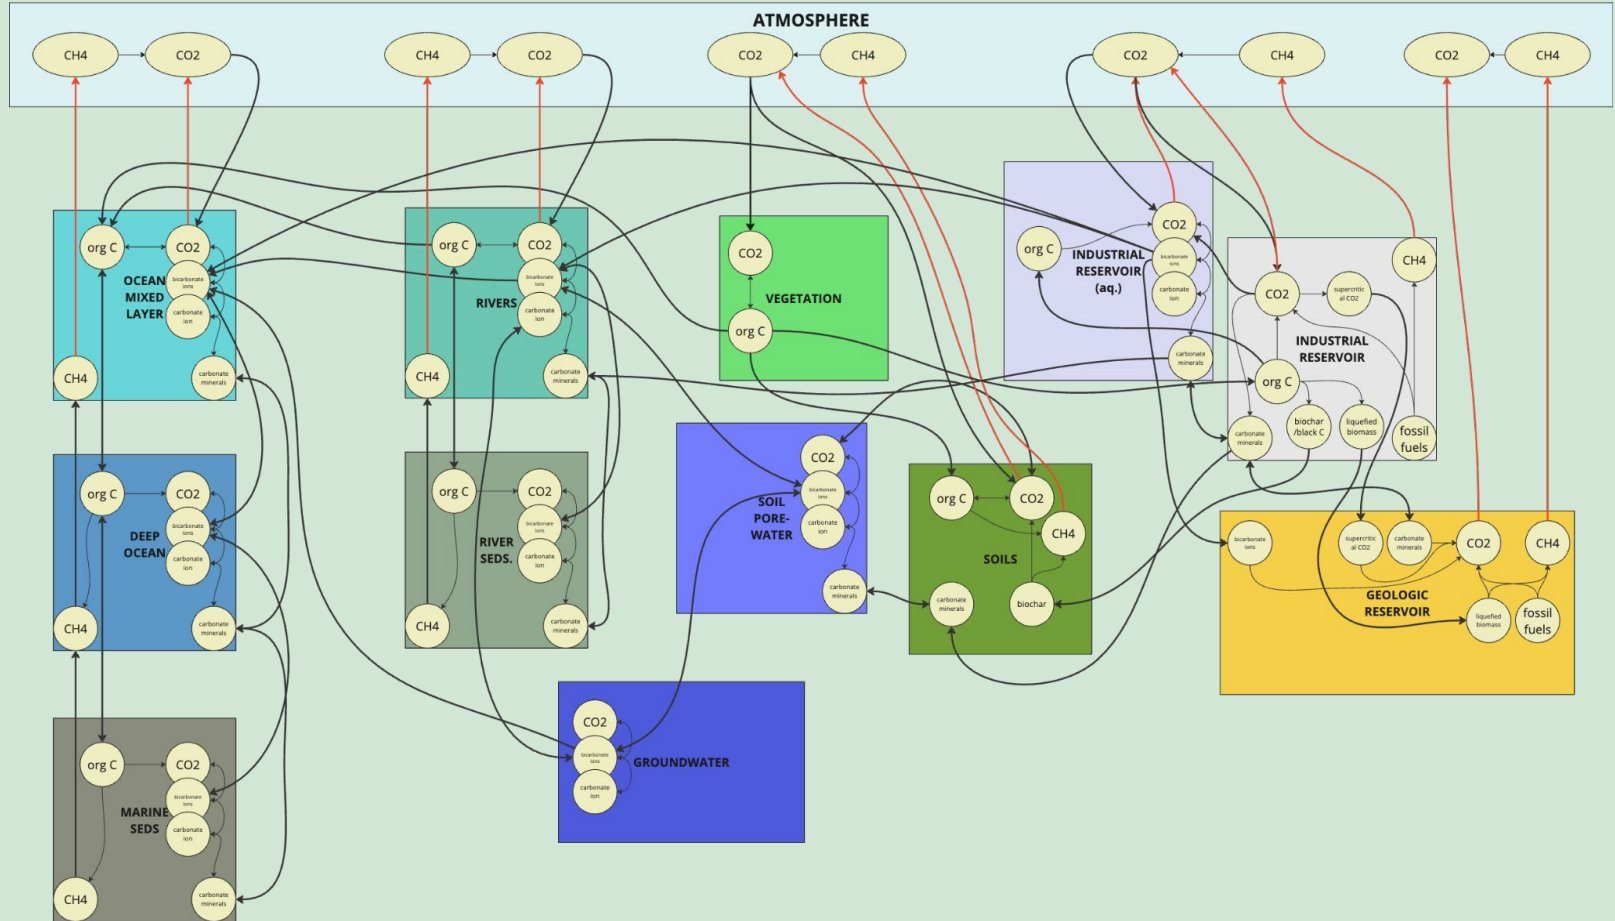 ATMOSPHERE
CH4
CO2
CH4
CO2
CO2
CH4
CO2
CH4
CO2
CH4
org C
CO2
bicarbonate
ions
carbonate
ion
OCEAN
MIXED
LAYER
CH4
carbonate
minerals
org C
CO2
bicarbonate
ions
carbonate
ion
RIVERS
CH4
carbonate
minerals
CO2
VEGETATION
org C
org C
CO2
bicarbonate
ions
carbonate
ion
INDUSTRIAL
RESERVOIR
(aq.)
carbonate
minerals
CH4
CO2
supercritic
al CO2
INDUSTRIAL
RESERVOIR
org C
carbonate
minerals
biochar
/black C
liquefied
biomass
fossil
fuels
org C
CO2
bicarbonate
ions
carbonate
ion
DEEP
OCEAN
CH4
carbonate
minerals
org C
CO2
bicarbonate
ions
carbonate
ion
RIVER
SEDS.
CH4
carbonate
minerals
CO2
bicarbonate
ions
carbonate
ion
SOIL
PORE-
WATER
carbonate
minerals
org C
CO2
CH4
SOILS
carbonate
minerals
biochar
bicarbonate
ions
supercritic
al CO2
carbonate
minerals
CO2
CH4
GEOLOGIC
RESERVOIR
liquefied
biomass
fossil
fuels
org C
CO2
bicarbonate
ions
carbonate
ion
MARINE
SEDS
CH4
carbonate
minerals
CO2
bicarbonate
ions
carbonate
ion
GROUNDWATER